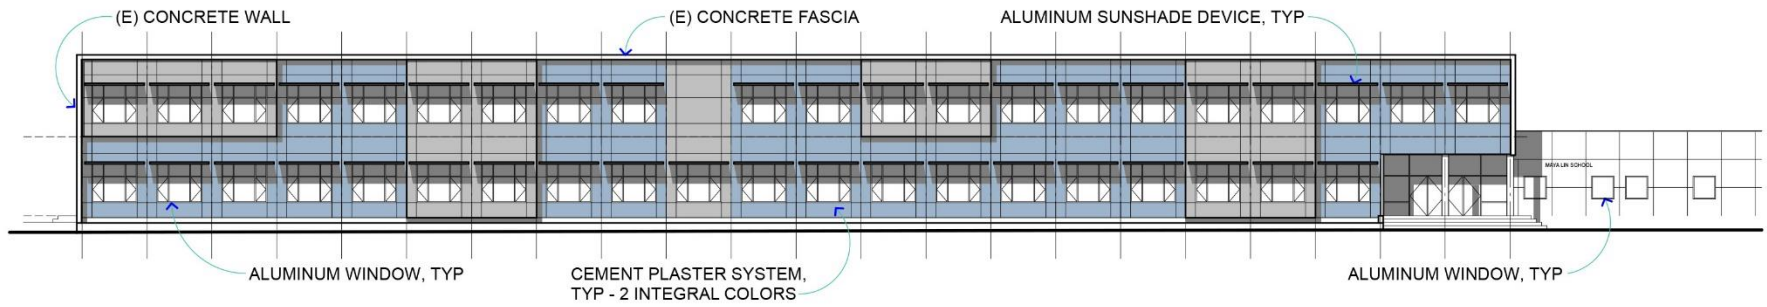 (E) CONCRETE WALL
(E) CONCRETE FASCIA
ALUMINUM SUNSHADE DEVICE, TYP
MAYA LIN SCHOOL
ALUMINUM WINDOW, TYP
CEMENT PLASTER SYSTEM,
TYP - 2 INTEGRAL COLORS
ALUMINUM WINDOW, TYP